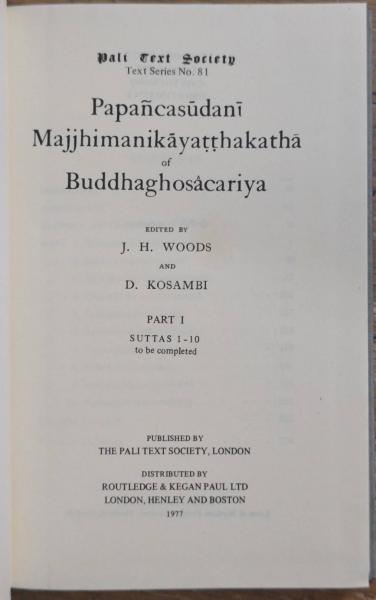 Pali Text Society
Text Series No. 81
Papañcasūdanī
Majjhimanikāyaṭṭhakathā
of
Buddhaghosâcariya
EDITED BY
J. H. WOODS
AND
D. KOSAMBI
PART I
SUTTAS 1-10
to be completed
PUBLISHED BY
THE PALI TEXT SOCIETY, LONDON
DISTRIBUTED BY
ROUTLEDGE & KEGAN PAUL LTD
LONDON, HENLEY AND BOSTON
1977